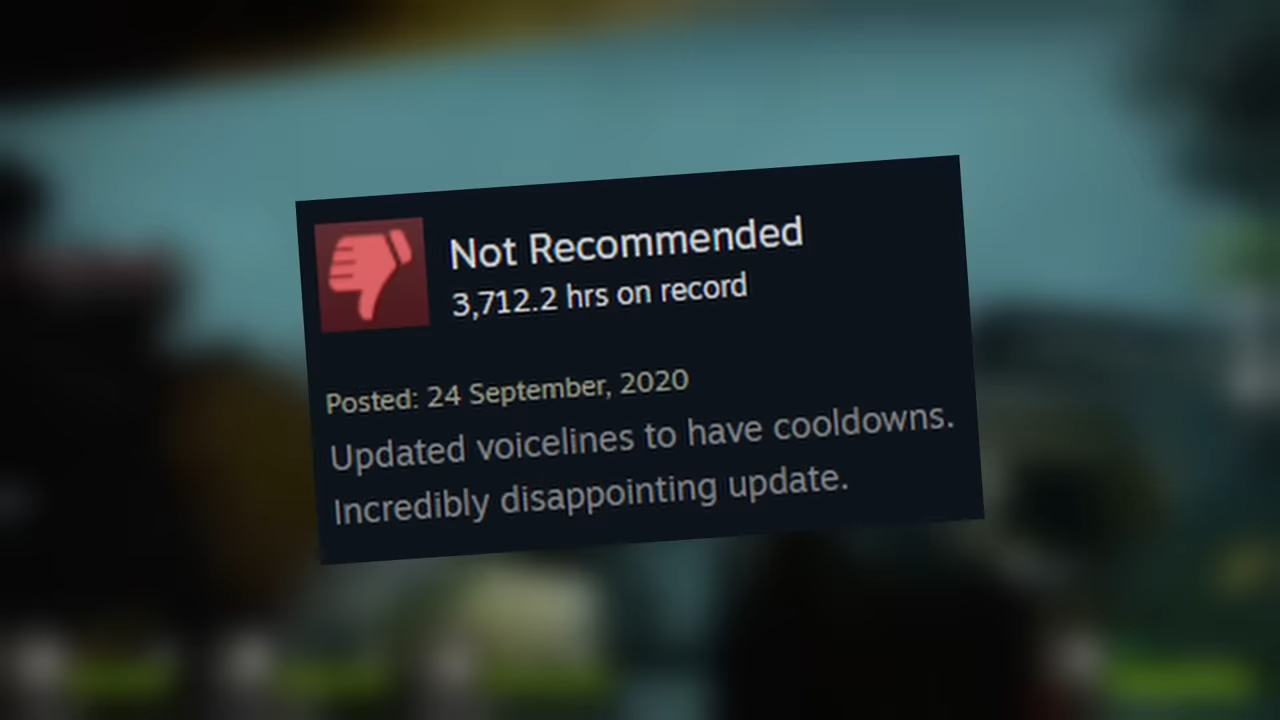 Not Recommended
3,712.2 hrs on record
Posted: 24 September, 2020
Updated voicelines to have cooldowns.
Incredibly disappointing update.